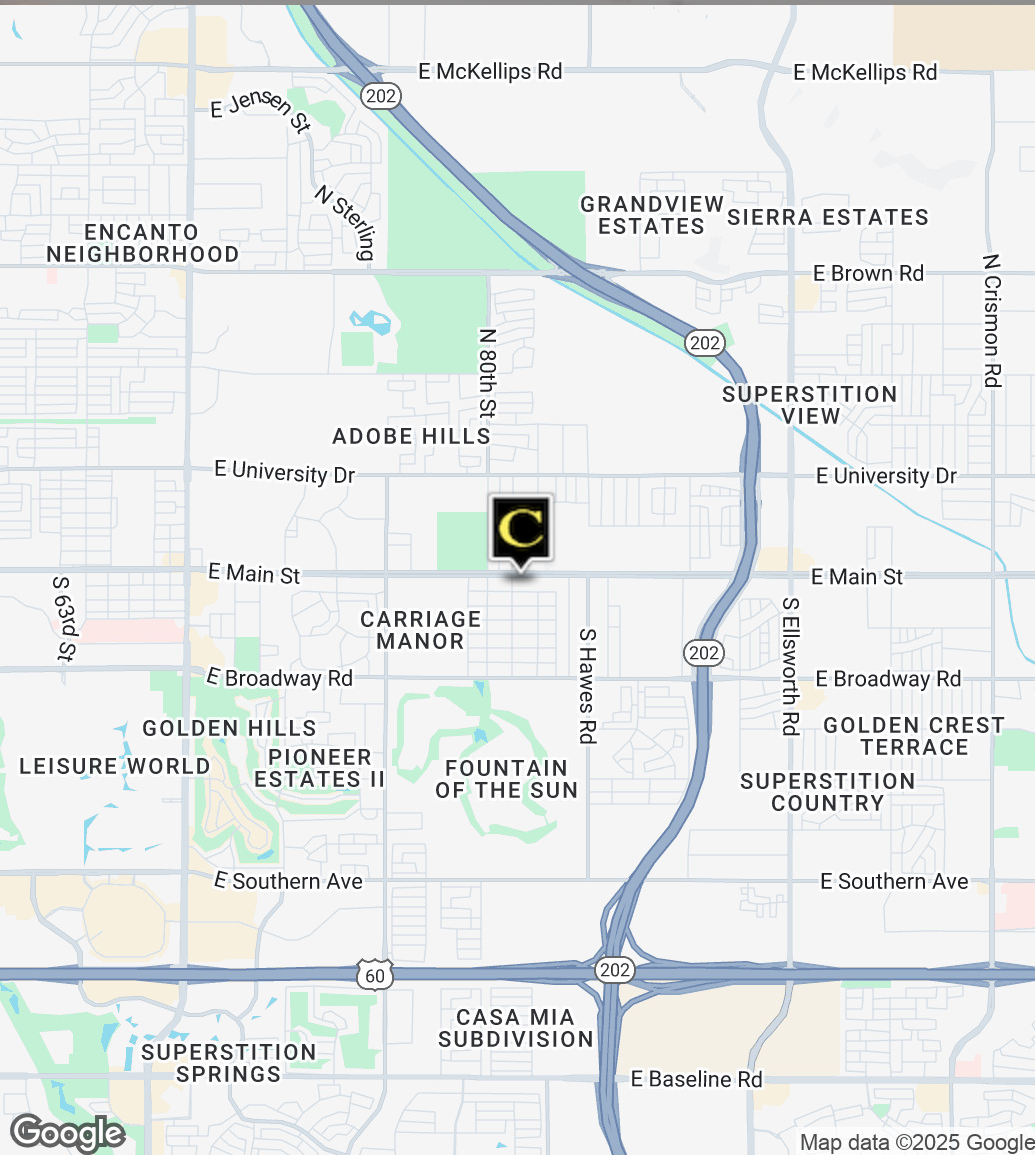 E McKellips Rd
E McKellips Rd
202
E Jensen St
N Sterling
GRANDVIEW
ESTATES
SIERRA ESTATES
ENCANTO
NEIGHBORHOOD
E Brown Rd
N Crismon Rd
N 80th St
202
SUPERSTITION
VIEW
ADOBE HILLS
E University Dr
E University Dr
C
E Main St
E Main St
S 63rd St
CARRIAGE
MANOR
S Hawes Rd
S Ellsworth Rd
202
E Broadway Rd
E Broadway Rd
GOLDEN HILLS
GOLDEN CREST
TERRACE
LEISURE WORLD
PIONEER
ESTATES II
FOUNTAIN
OF THE SUN
SUPERSTITION
COUNTRY
E Southern Ave
E Southern Ave
60
202
CASA MIA
SUBDIVISION
SUPERSTITION
SPRINGS
E Baseline Rd
Google
Map data ©2025 Google